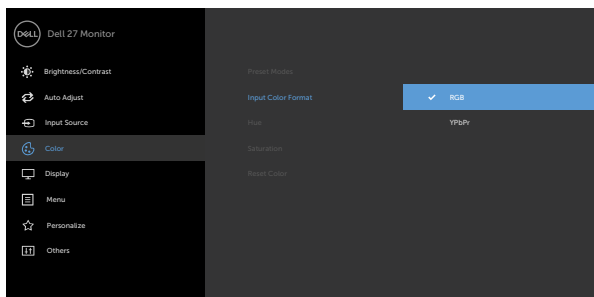 DELL Dell 27 Monitor
Brightness/Contrast
Auto Adjust
Input Source
Color
Display
Menu
Personalize
Others
Preset Modes
Input Color Format
Hue
Saturation
Reset Color
RGB
YPbPr